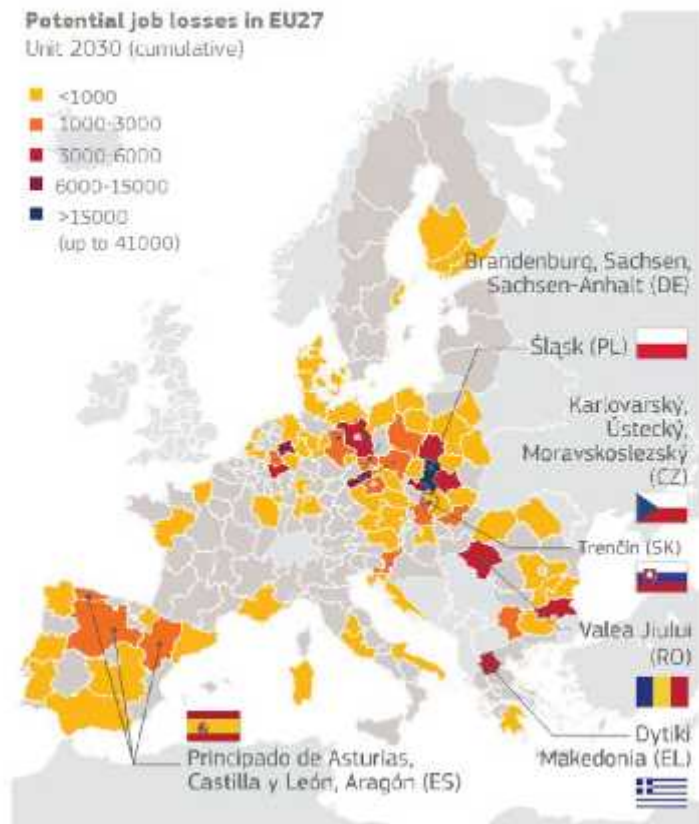 Potential job losses in EU27
Unit 2030 (cumulative)
<1000
1000-3000
3000-6000
6000-15000
>15000
(up to 41000)
Brandenburg, Sachsen,
Sachsen-Anhalt (DE)
Śląsk (PL)
Karlovarský,
Ústecký,
Moravskoslezský
(CZ)
Trenčín (SK)
Valea Jiului
(RO)
Dytiki
Makedonia (EL)
Principado de Asturias,
Castilla y León, Aragón (ES)